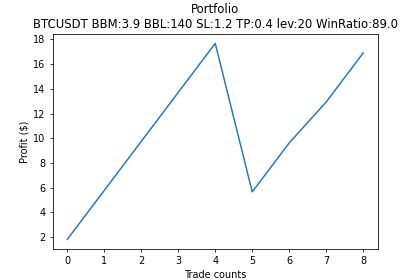 Portfolio
BTCUSDT BBM:3.9 BBL:140 SL:1.2 TP:0.4 lev:20 WinRatio:89.0
18
16
14
12
10
8
6
4
2
Profit ($)
0 1 2 3 4 5 6 7 8
Trade counts